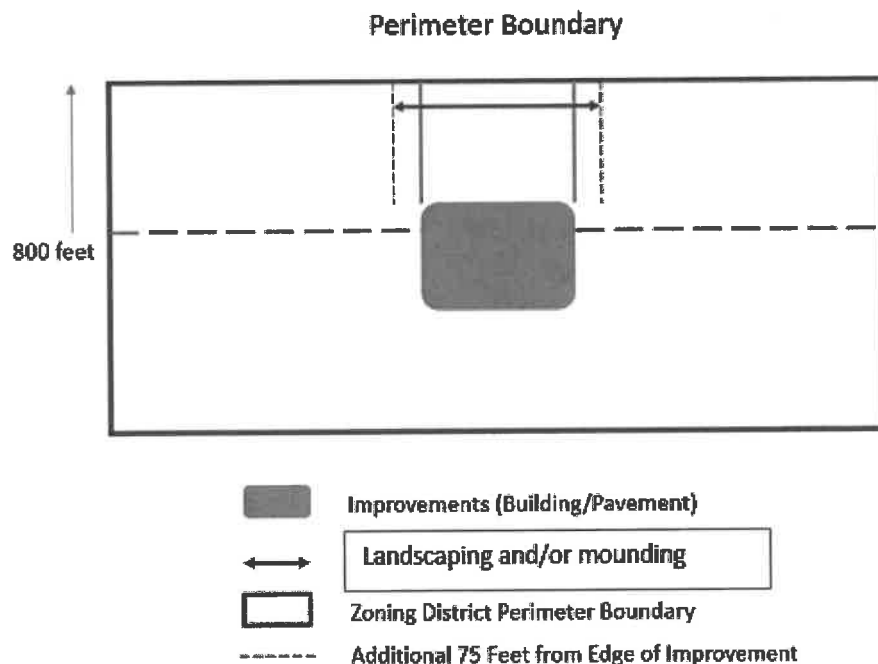 Perimeter Boundary
800 feet
Improvements (Building/Pavement)
Landscaping and/or mounding
Zoning District Perimeter Boundary
Additional 75 Feet from Edge of Improvement